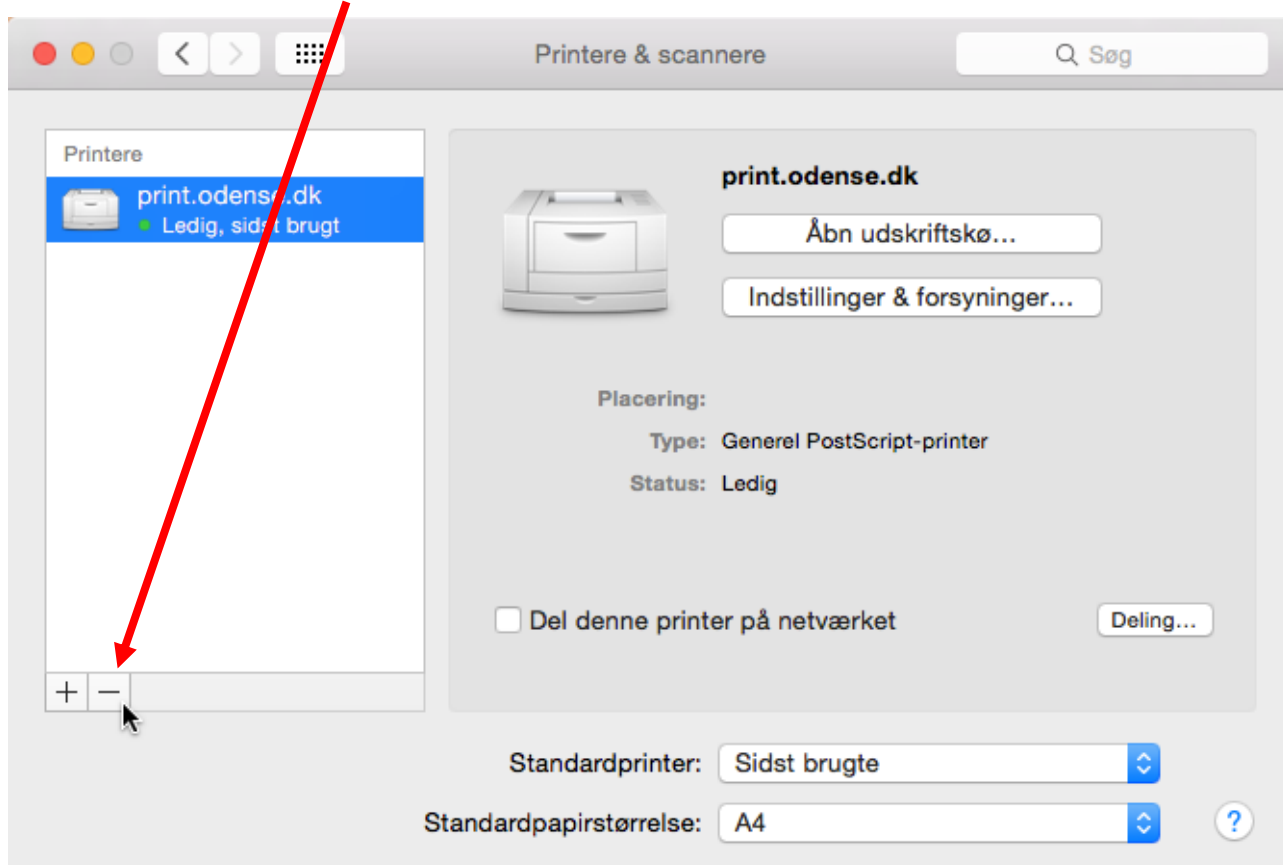 Printere & scannere
Søg
Printere
print.odense.dk
Ledig, sidst brugt
print.odense.dk
Åbn udskriftskø...
Indstillinger & forsyninger...
Placering:
Type: Generel PostScript-printer
Status: Ledig
Del denne printer på netværket
Deling...
+ −
Standardprinter: Sidst brugte
Standardpapirstørrelse: A4
?